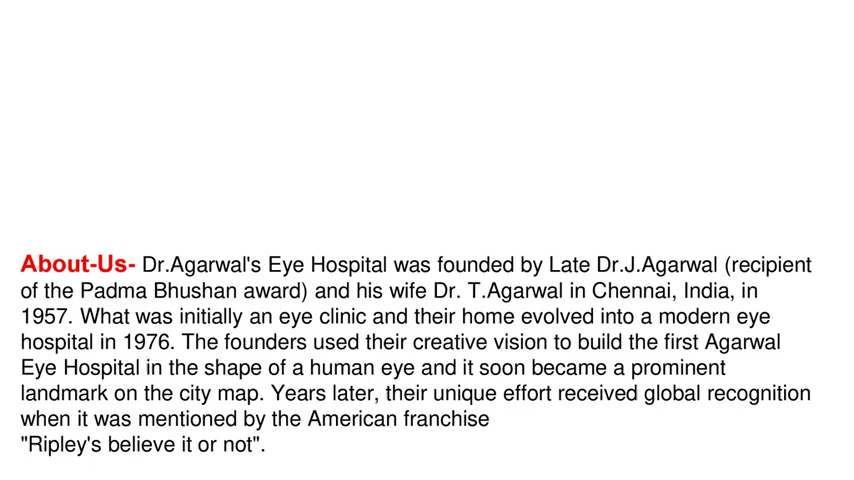 About-Us- Dr.Agarwal's Eye Hospital was founded by Late Dr.J.Agarwal (recipient
of the Padma Bhushan award) and his wife Dr. T.Agarwal in Chennai, India, in
1957. What was initially an eye clinic and their home evolved into a modern eye
hospital in 1976. The founders used their creative vision to build the first Agarwal
Eye Hospital in the shape of a human eye and it soon became a prominent
landmark on the city map. Years later, their unique effort received global recognition
when it was mentioned by the American franchise
"Ripley's believe it or not".